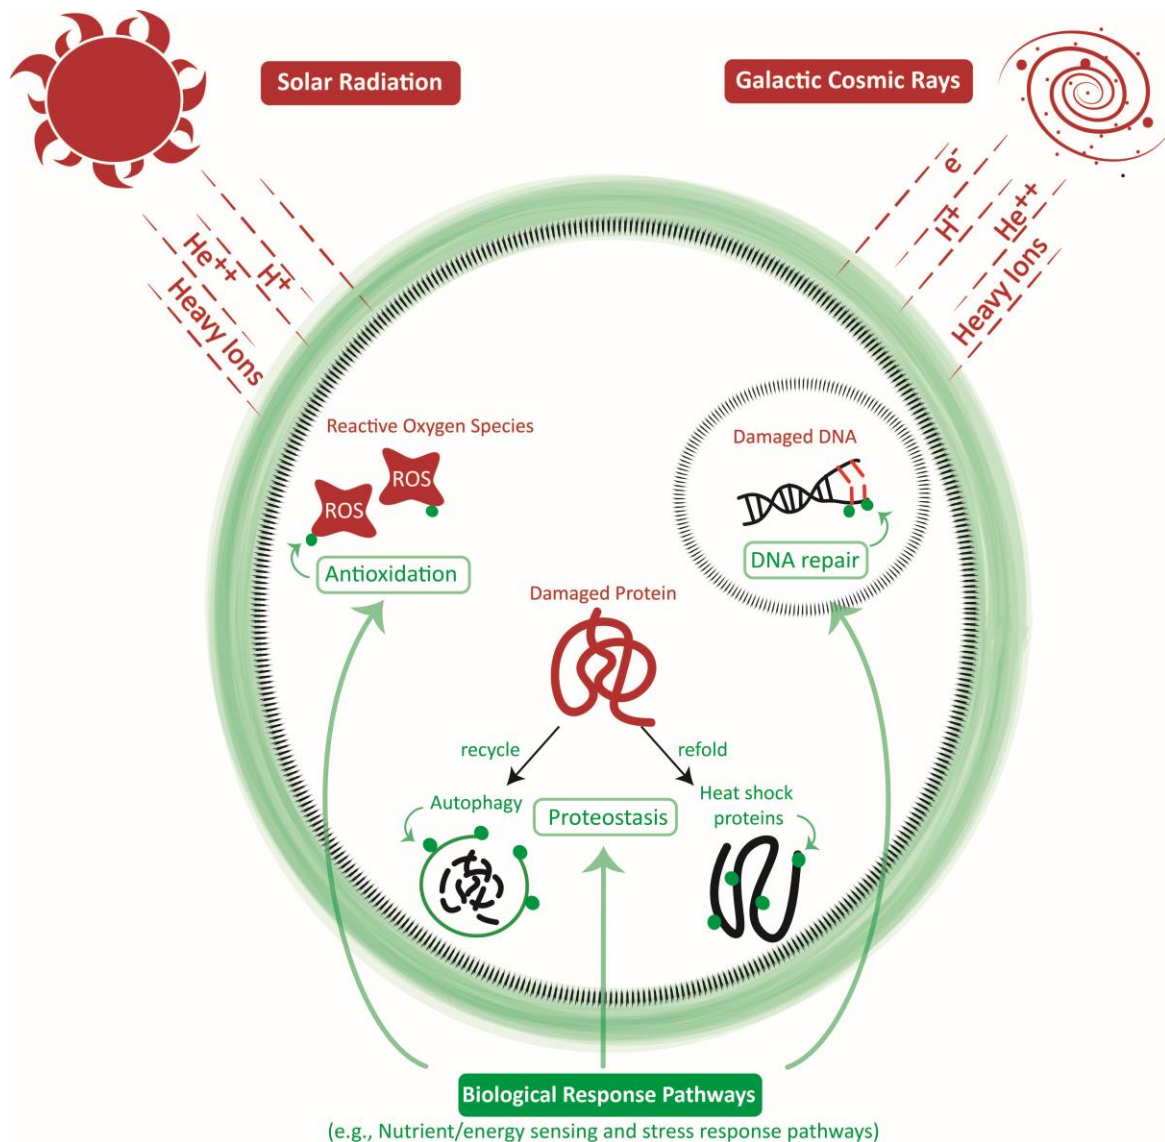 Solar Radiation
Galactic Cosmic Rays
He++
H+
Heavy Ions
e-
H+
He++
Heavy Ions
Reactive Oxygen Species
ROS
ROS
Antioxidation
Damaged DNA
DNA repair
Damaged Protein
recycle
refold
Autophagy
Proteostasis
Heat shock
proteins
Biological Response Pathways
(e.g., Nutrient/energy sensing and stress response pathways)